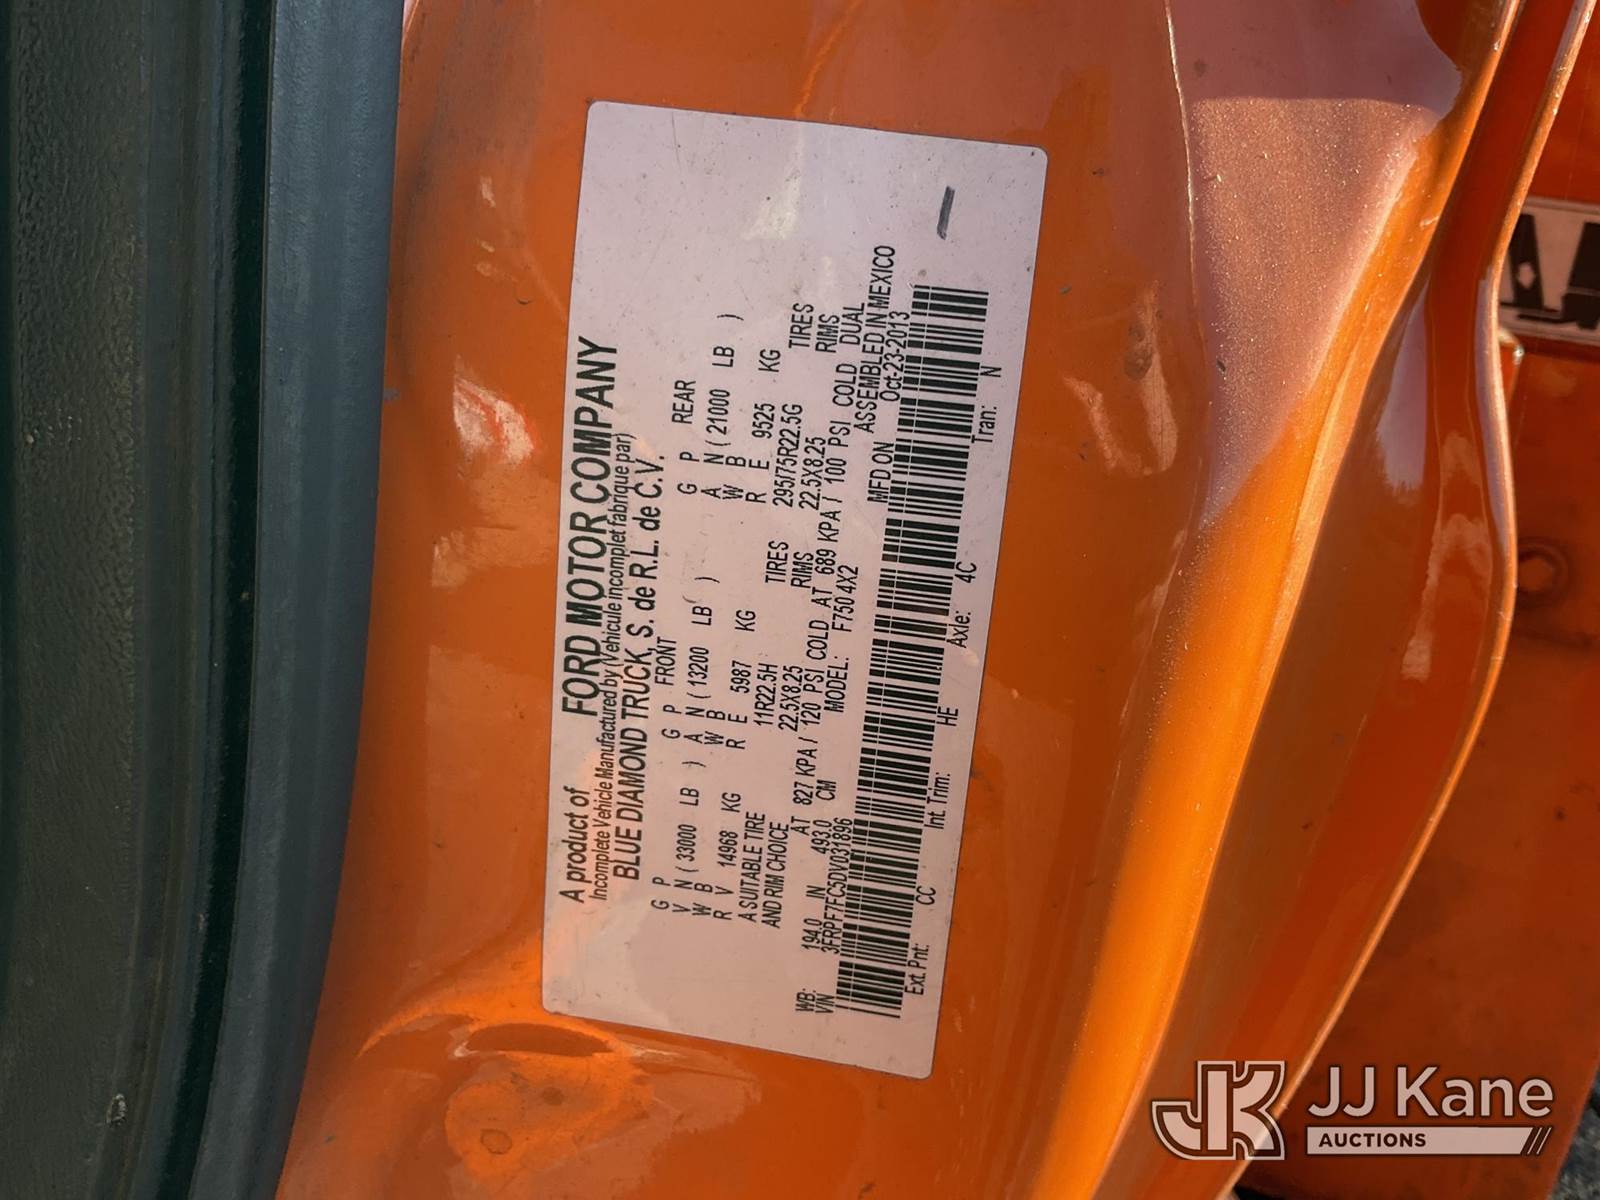 A product of FORD MOTOR COMPANY
Incomplete Vehicle Manufactured by (Vehicule incomplet fabrique par)
BLUE DIAMOND TRUCK, S. de R.L. de C.V.
G P G P FRONT G P REAR
V N ( 33000 LB ) A N ( 13200 LB ) A N ( 21000 LB )
W B W B W B
R V 14968 KG R E 5987 KG R E 9525 KG
A SUITABLE TIRE 11R22.5H TIRES 295/75R22.5G TIRES
AND RIM CHOICE 22.5X8.25 RIMS 22.5X8.25 RIMS
AT 827 KPA / 120 PSI COLD AT 689 KPA / 100 PSI COLD DUAL
WB: 194.0 IN 493.0 CM MODEL: F750 4X2 ASSEMBLED IN MEXICO
VIN 3FRPF7FC5DV031896 MFD ON Oct-23-2013
Ext. Pnt: CC Int. Trim: HE Axle: 4C Tran: N
JK JJ Kane
AUCTIONS